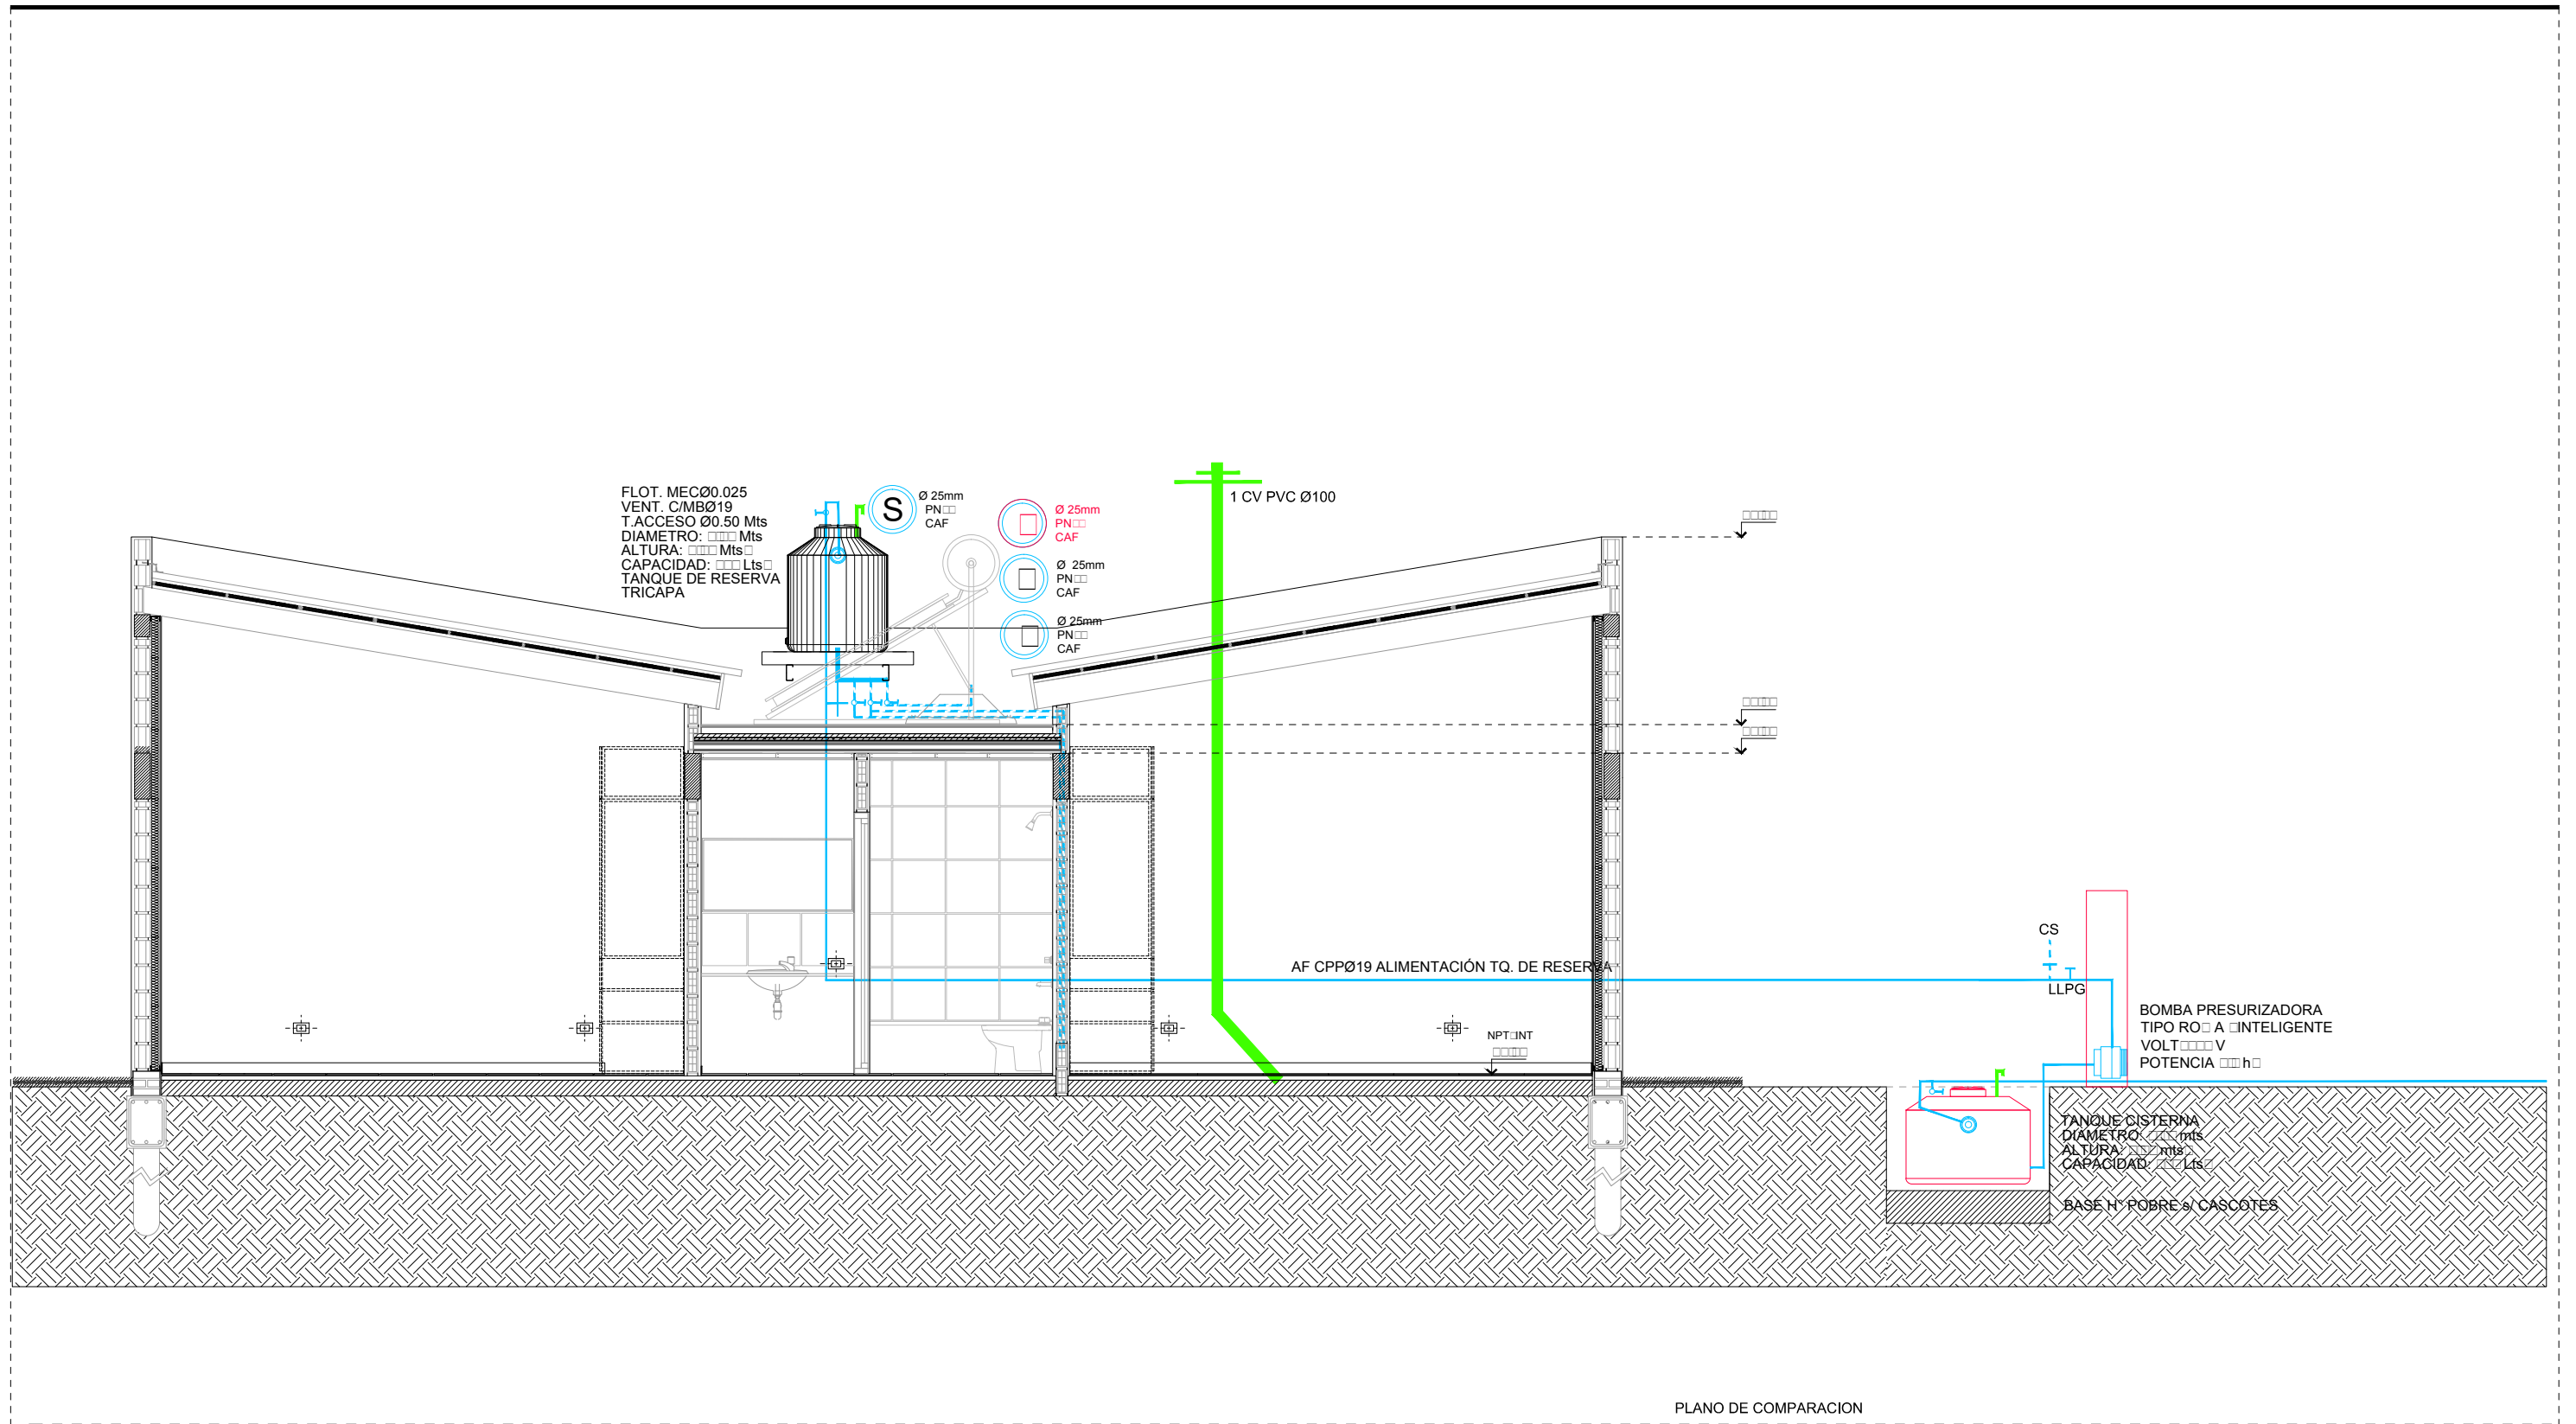 FLOT. MECØ0.025
VENT. C/MBØ19
T.ACCESO Ø0.50 Mts
DIAMETRO: Mts
ALTURA: Mts
CAPACIDAD: Lts
TANQUE DE RESERVA
TRICAPA
S
Ø 25mm
PN
CAF
Ø 25mm
PN
CAF
Ø 25mm
PN
CAF
Ø 25mm
PN
CAF
1 CV PVC Ø100
AF CPPØ19 ALIMENTACIÓN TQ. DE RESERVA
NPT INT
CS
LLPG
BOMBA PRESURIZADORA
TIPO A INTELIGENTE
VOLT V
POTENCIA
TANQUE CISTERNA
DIAMETRO: mts
ALTURA: mts
CAPACIDAD: Lts
BASE H° POBRE s/ CASCOTES
PLANO DE COMPARACION